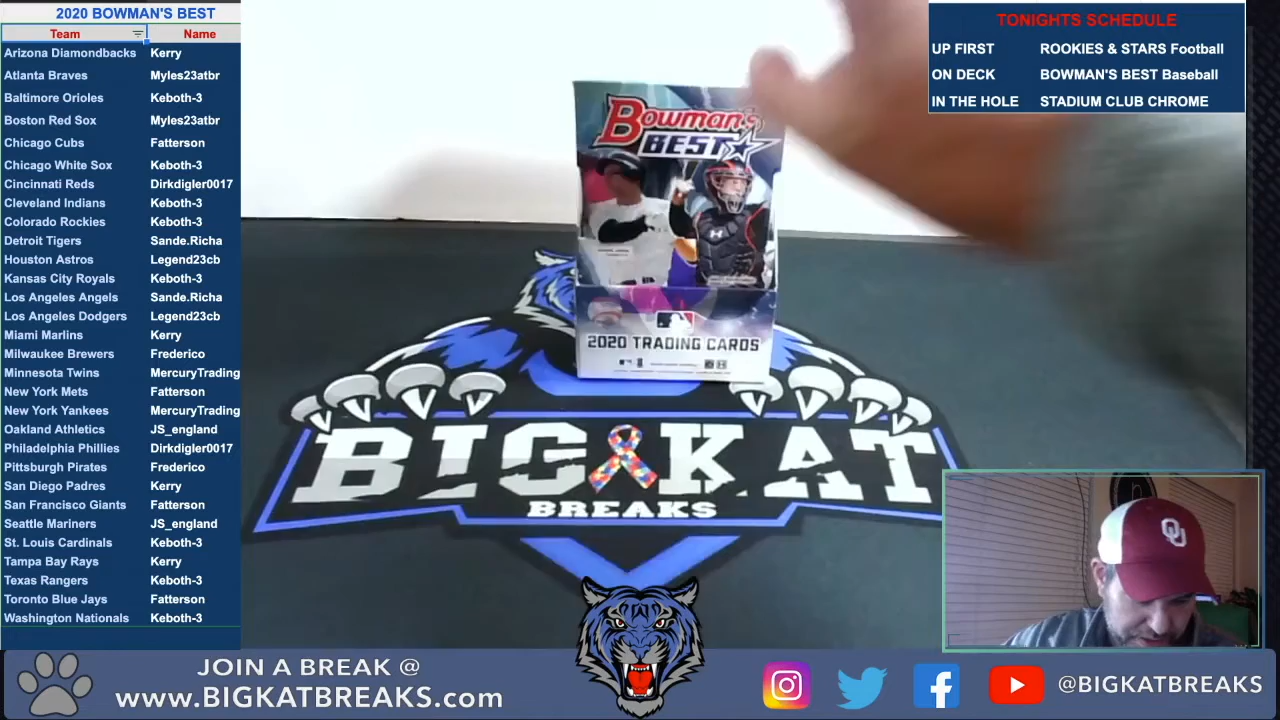 2020 BOWMAN'S BEST
Team Name
Arizona Diamondbacks Kerry
Atlanta Braves Myles23atbr
Baltimore Orioles Keboth-3
Boston Red Sox Myles23atbr
Chicago Cubs Fatterson
Chicago White Sox Keboth-3
Cincinnati Reds Dirkdigler0017
Cleveland Indians Keboth-3
Colorado Rockies Keboth-3
Detroit Tigers Sande.Richa
Houston Astros Legend23cb
Kansas City Royals Keboth-3
Los Angeles Angels Sande.Richa
Los Angeles Dodgers Legend23cb
Miami Marlins Kerry
Milwaukee Brewers Frederico
Minnesota Twins MercuryTrading
New York Mets Fatterson
New York Yankees MercuryTrading
Oakland Athletics JS_england
Philadelphia Phillies Dirkdigler0017
Pittsburgh Pirates Frederico
San Diego Padres Kerry
San Francisco Giants Fatterson
Seattle Mariners JS_england
St. Louis Cardinals Keboth-3
Tampa Bay Rays Kerry
Texas Rangers Keboth-3
Toronto Blue Jays Fatterson
Washington Nationals Keboth-3
TONIGHTS SCHEDULE
UP FIRST ROOKIES & STARS Football
ON DECK BOWMAN'S BEST Baseball
IN THE HOLE STADIUM CLUB CHROME
Bowman's
BEST
2020 TRADING CARDS
BIG KAT
BREAKS
OU
JOIN A BREAK @
www.BIGKATBREAKS.com
@BIGKATBREAKS